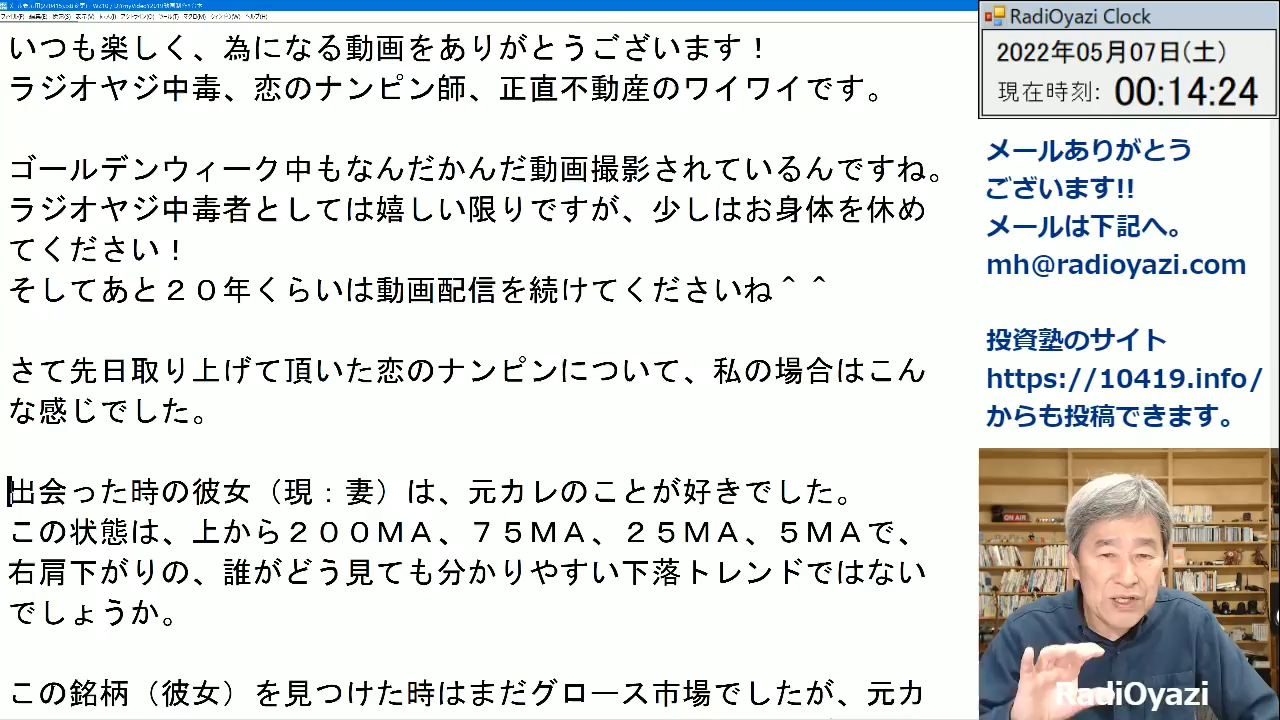 いつも楽しく、為になる動画をありがとうございます！
ラジオヤジ中毒、恋のナンピン師、正直不動産のワイワイです。
ゴールデンウィーク中もなんだかんだ動画撮影されているんですね。
ラジオヤジ中毒者としては嬉しい限りですが、少しはお身体を休め
てください！
そしてあと２０年くらいは動画配信を続けてくださいね＾＾
さて先日取り上げて頂いた恋のナンピンについて、私の場合はこん
な感じでした。
出会った時の彼女（現：妻）は、元カレのことが好きでした。
この状態は、上から２００ＭＡ、７５ＭＡ、２５ＭＡ、５ＭＡで、
右肩下がりの、誰がどう見ても分かりやすい下落トレンドではない
でしょうか。
この銘柄（彼女）を見つけた時はまだグロース市場でしたが、元カ
RadiOyazi Clock
2022年05月07日(土)
現在時刻: 00:14:24
メールありがとう
ございます!!
メールは下記へ。
mh@radioyazi.com
投資塾のサイト
https://10419.info/
からも投稿できます。
ON AIR
RadiOyazi